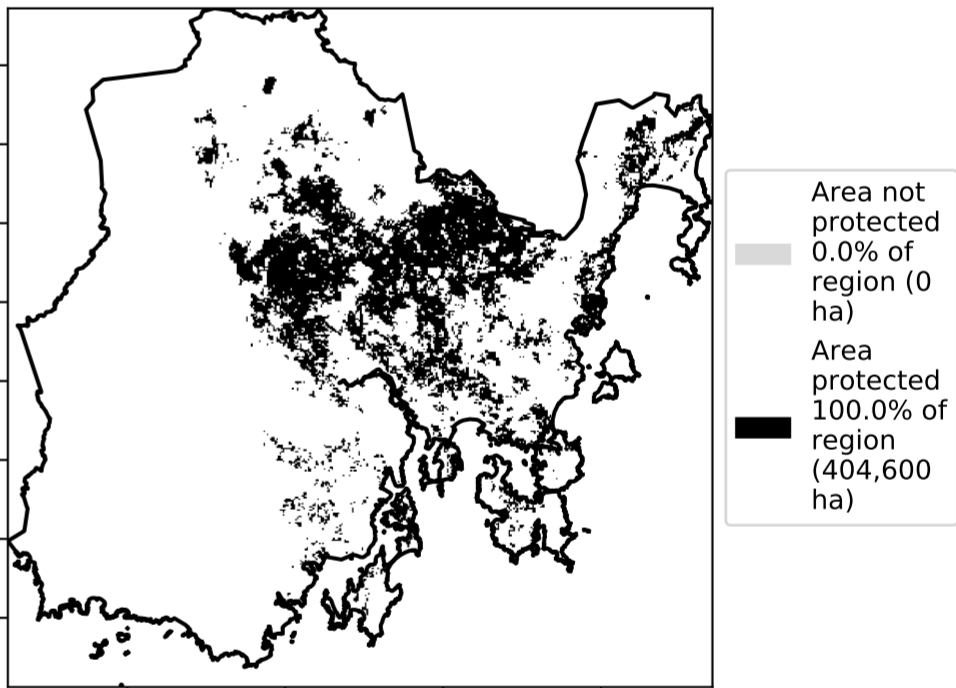 Area not
protected
0.0% of
region (0
ha)
Area
protected
100.0% of
region
(404,600
ha)